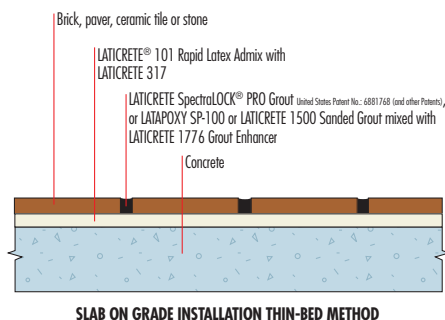 Brick, paver, ceramic tile or stone
LATICRETE® 101 Rapid Latex Admix with
LATICRETE 317
LATICRETE SpectraLOCK® PRO Grout United States Patent No.: 6881768 (and other Patents),
or LATAPOXY SP-100 or LATICRETE 1500 Sanded Grout mixed with
LATICRETE 1776 Grout Enhancer
Concrete
SLAB ON GRADE INSTALLATION THIN-BED METHOD